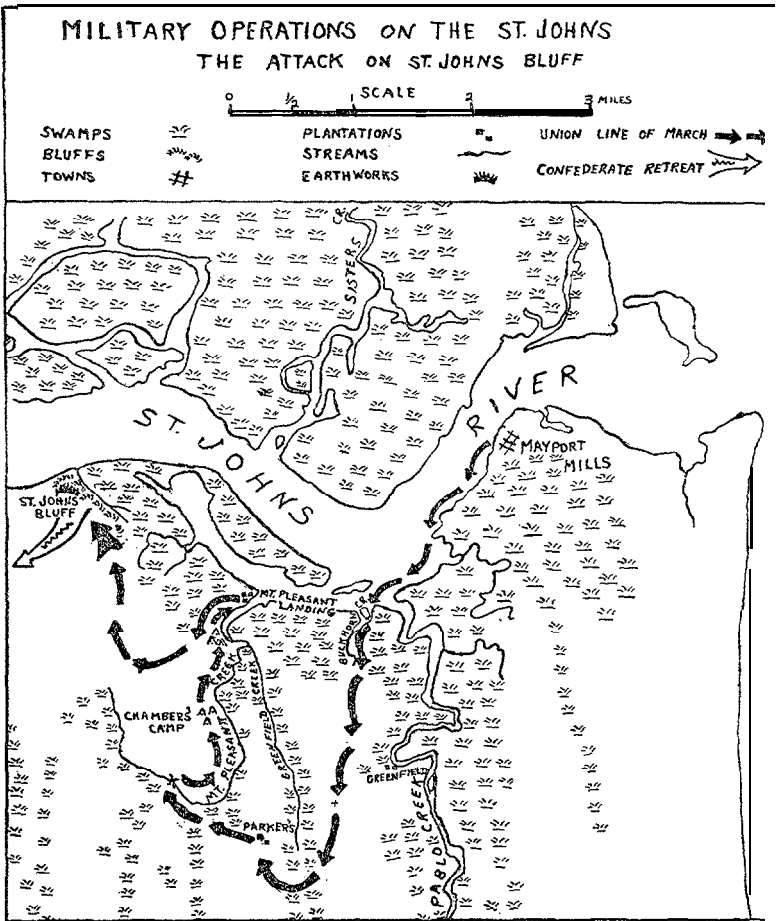 MILITARY OPERATIONS ON THE ST. JOHNS
THE ATTACK ON ST. JOHNS BLUFF
SCALE
0 ½ 1 2 3 MILES
SWAMPS
BLUFFS
TOWNS
PLANTATIONS
STREAMS
EARTHWORKS
UNION LINE OF MARCH
CONFEDERATE RETREAT
SISTERS CR.
ST. JOHNS
RIVER
MAYPORT
MILLS
ST. JOHNS
BLUFF
MT. PLEASANT
LANDING
BUCKHORN CR.
CHAMBERS'
CAMP
MT. PLEASANT CREEK
GREENFIELD CREEK
GREENFIELD
PARKERS
PABLO CREEK